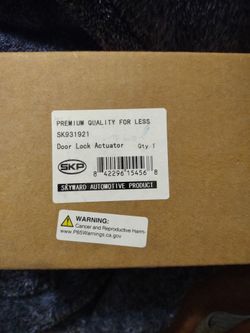 PREMIUM QUALITY FOR LESS
SK931921
Door Lock Actuator Qty 1
SKP
8 42296 15456 8
SKYWARD AUTOMOTIVE PRODUCT
WARNING:
Cancer and Reproductive Harm-
www.P65Warnings.ca.gov